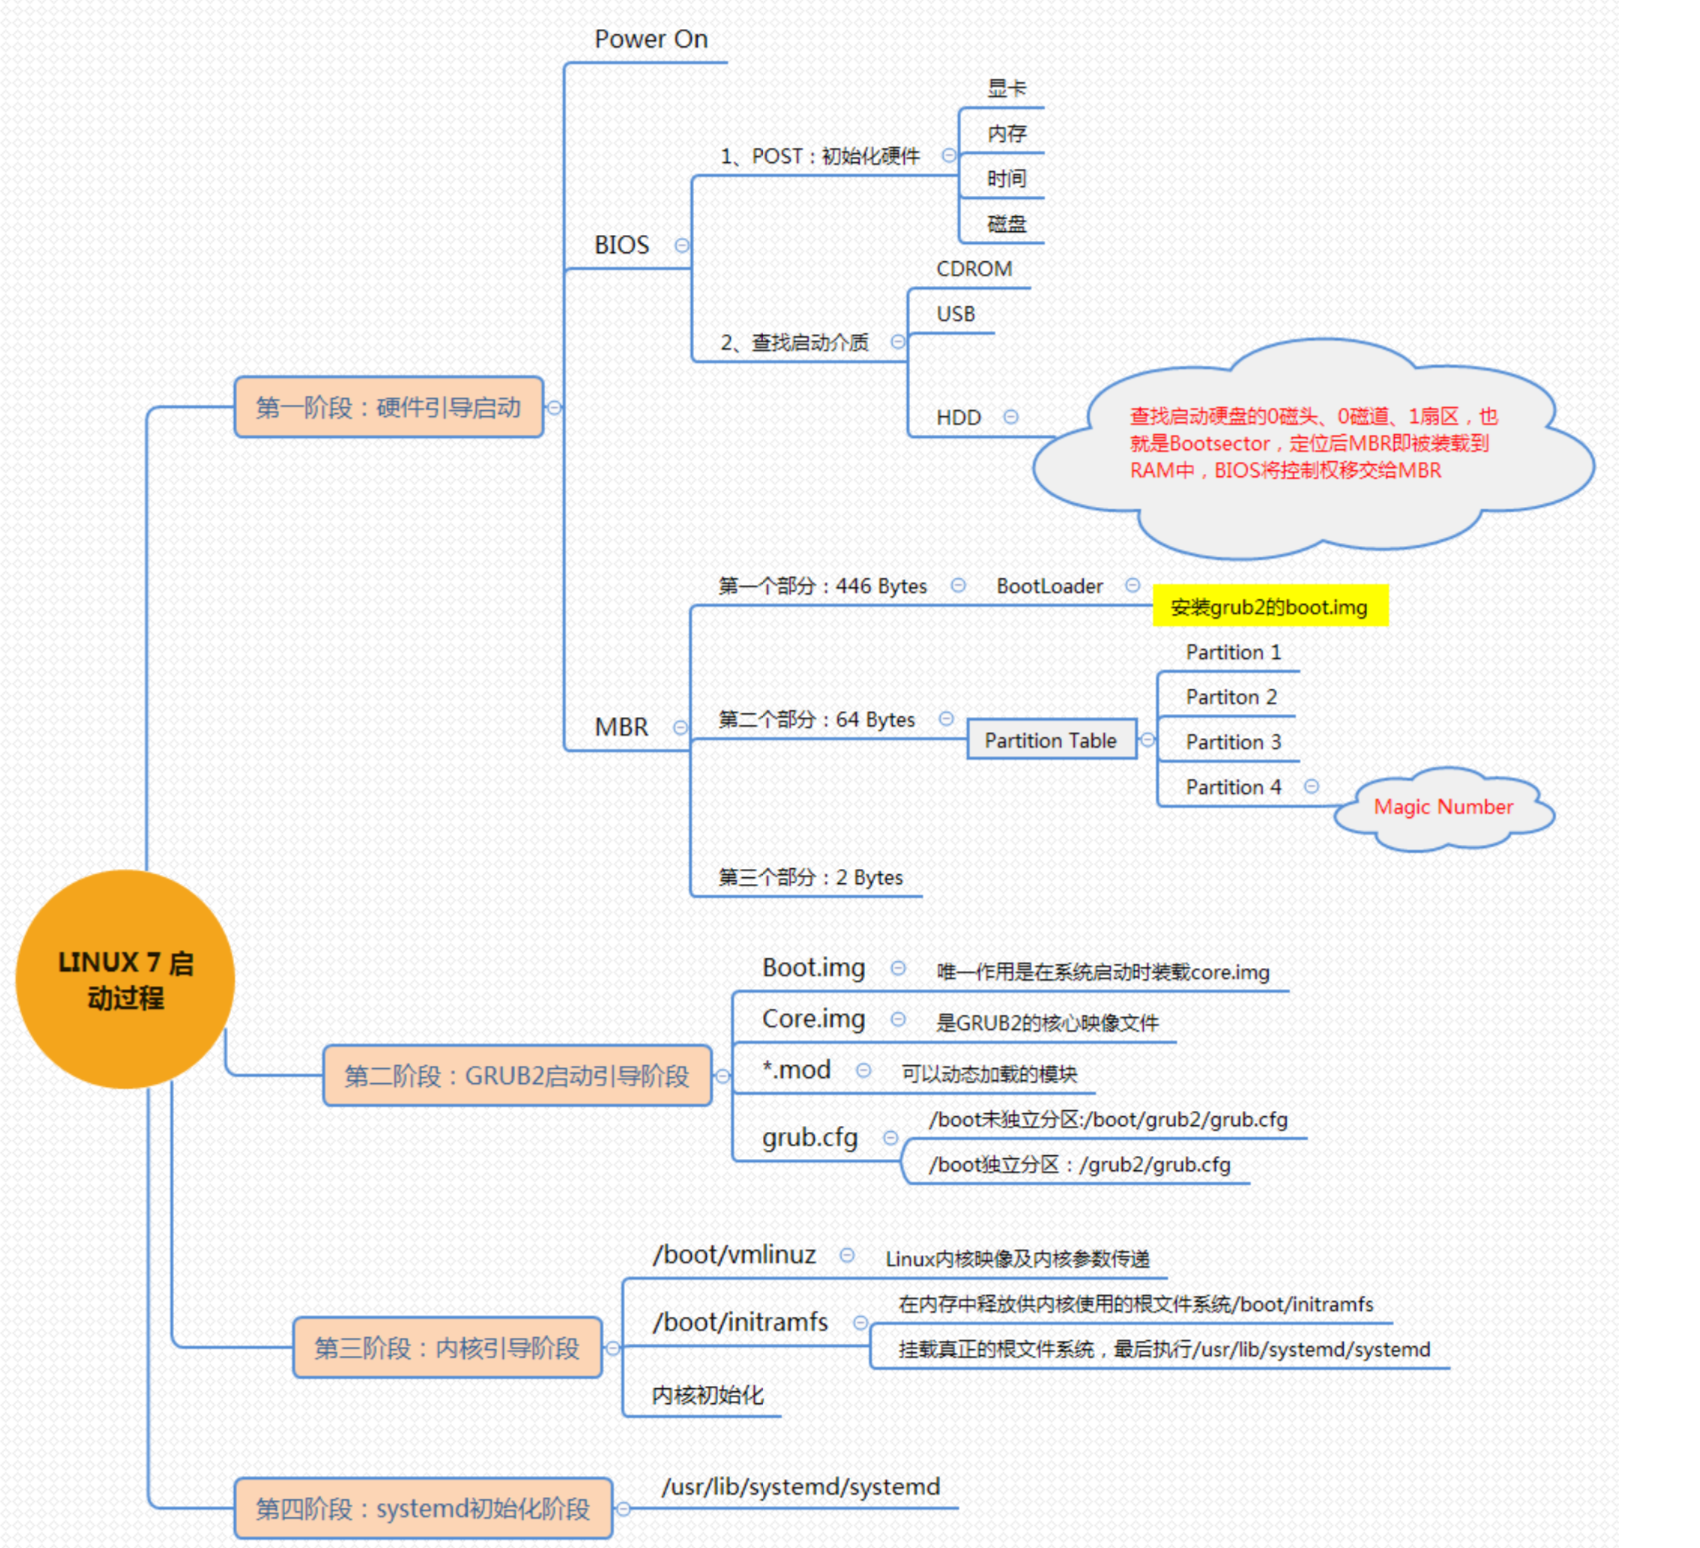 Power On
显卡
内存
1、POST：初始化硬件
时间
磁盘
BIOS
CDROM
USB
2、查找启动介质
HDD
查找启动硬盘的0磁头、0磁道、1扇区，也
就是Bootsector，定位后MBR即被装载到
RAM中，BIOS将控制权移交给MBR
第一阶段：硬件引导启动
第一个部分：446 Bytes
BootLoader
安装grub2的boot.img
MBR
第二个部分：64 Bytes
Partition Table
Partition 1
Partiton 2
Partition 3
Partition 4
Magic Number
第三个部分：2 Bytes
LINUX 7 启
动过程
第二阶段：GRUB2启动引导阶段
Boot.img
唯一作用是在系统启动时装载core.img
Core.img
是GRUB2的核心映像文件
*.mod
可以动态加载的模块
grub.cfg
/boot未独立分区:/boot/grub2/grub.cfg
/boot独立分区：/grub2/grub.cfg
第三阶段：内核引导阶段
/boot/vmlinuz
Linux内核映像及内核参数传递
/boot/initramfs
在内存中释放供内核使用的根文件系统/boot/initramfs
挂载真正的根文件系统，最后执行/usr/lib/systemd/systemd
内核初始化
第四阶段：systemd初始化阶段
/usr/lib/systemd/systemd